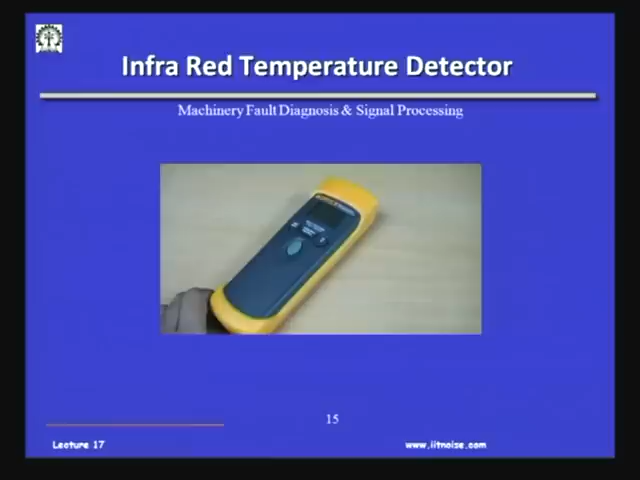 Infra Red Temperature Detector
Machinery Fault Diagnosis & Signal Processing
15
Lecture 17
www.iitnoise.com